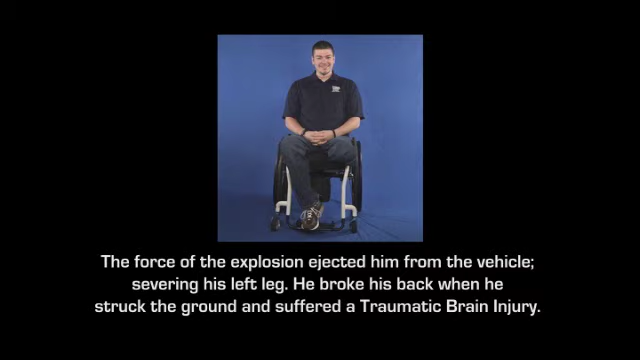 The force of the explosion ejected him from the vehicle;
severing his left leg. He broke his back when he
struck the ground and suffered a Traumatic Brain Injury.